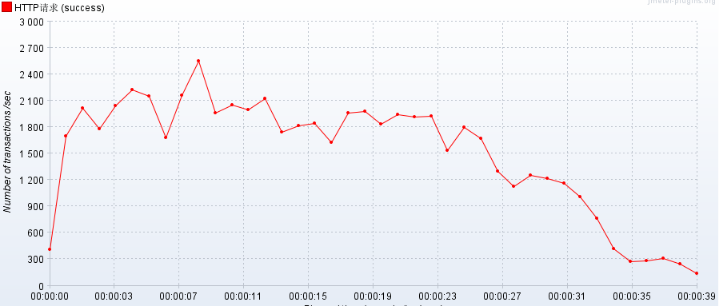 jmeter-plugins.org
HTTP请求 (success)
Number of transactions /sec
3 000
2 700
2 400
2 100
1 800
1 500
1 200
900
600
300
0
00:00:00 00:00:03 00:00:07 00:00:11 00:00:15 00:00:19 00:00:23 00:00:27 00:00:31 00:00:35 00:00:39